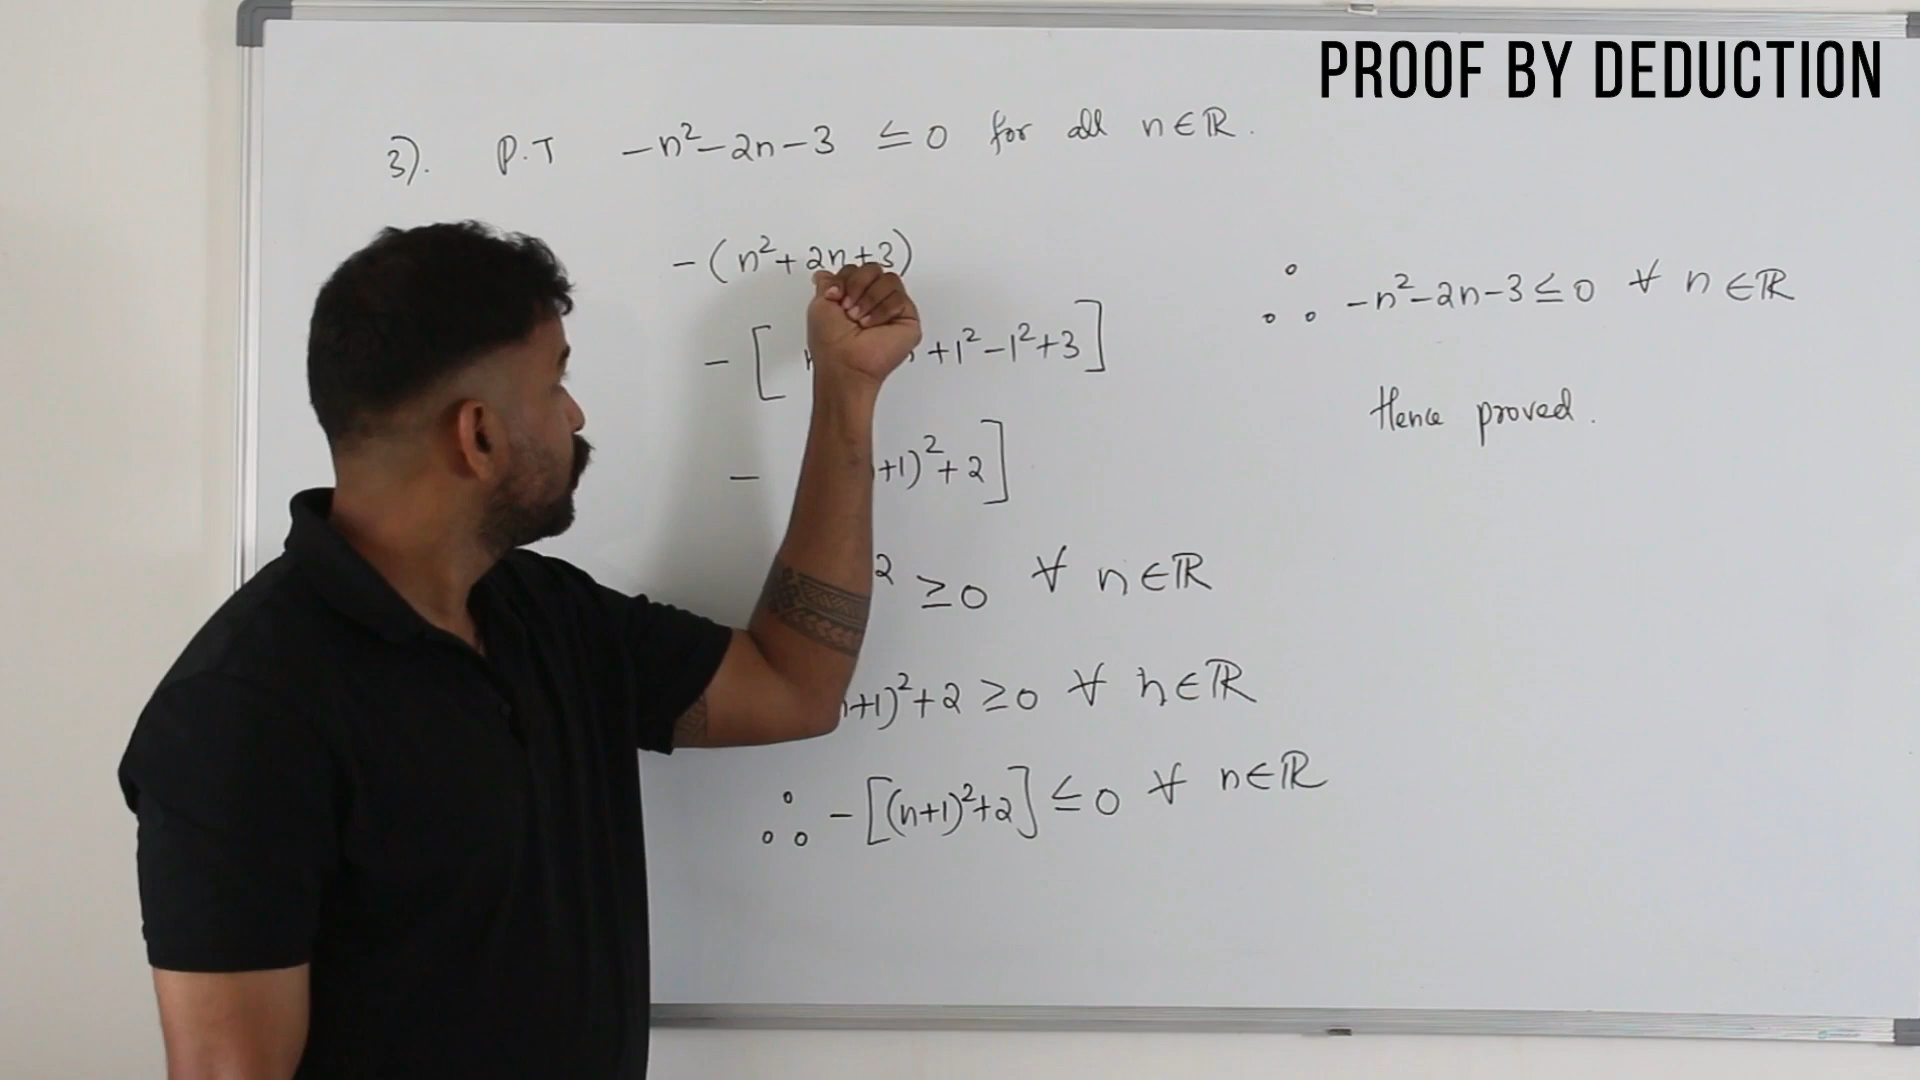 PROOF BY DEDUCTION
3). P.T −n²−2n−3 ≤0 for all n∈ℝ.
−(n²+2n+3)
−[ +1²−1²+3]
− +1)²+2]
² ≥0 ∀ n∈ℝ
+1)²+2 ≥0 ∀ n∈ℝ
∴ −[(n+1)²+2] ≤0 ∀ n∈ℝ
∴ −n²−2n−3≤0 ∀ n∈ℝ
Hence proved.